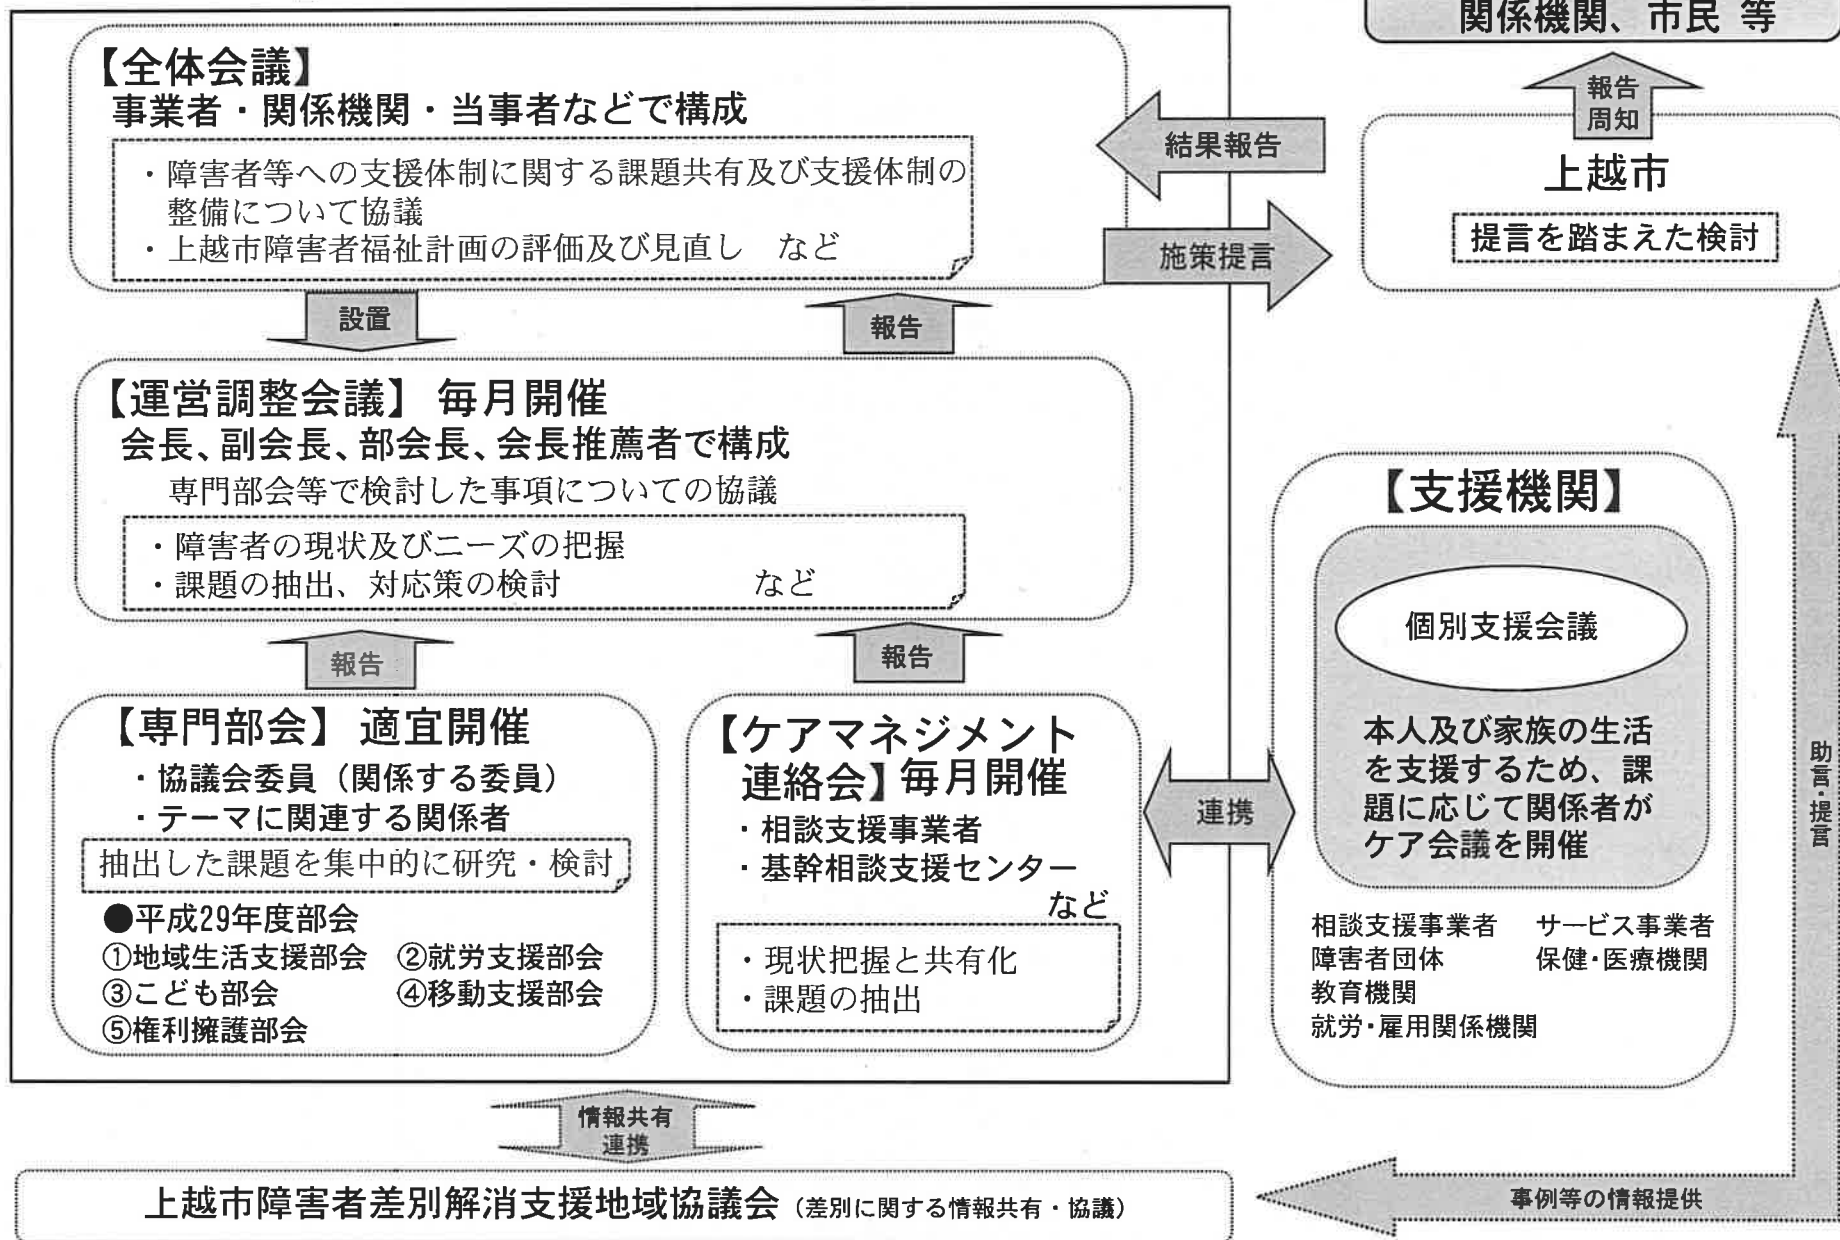 関係機関、市民 等
報告
周知
【全体会議】
事業者・関係機関・当事者などで構成
・障害者等への支援体制に関する課題共有及び支援体制の
整備について協議
・上越市障害者福祉計画の評価及び見直し　など
結果報告
施策提言
上越市
提言を踏まえた検討
設置
報告
【運営調整会議】 毎月開催
会長、副会長、部会長、会長推薦者で構成
専門部会等で検討した事項についての協議
・障害者の現状及びニーズの把握
・課題の抽出、対応策の検討　　　　　　など
報告
報告
【専門部会】 適宜開催
・協議会委員（関係する委員）
・テーマに関連する関係者
抽出した課題を集中的に研究・検討
●平成29年度部会
①地域生活支援部会　②就労支援部会
③こども部会　④移動支援部会
⑤権利擁護部会
【ケアマネジメント
連絡会】毎月開催
・相談支援事業者
・基幹相談支援センター
など
・現状把握と共有化
・課題の抽出
連携
【支援機関】
個別支援会議
本人及び家族の生活
を支援するため、課
題に応じて関係者が
ケア会議を開催
相談支援事業者　サービス事業者
障害者団体　保健・医療機関
教育機関
就労・雇用関係機関
助言・提言
情報共有
連携
上越市障害者差別解消支援地域協議会（差別に関する情報共有・協議）
事例等の情報提供